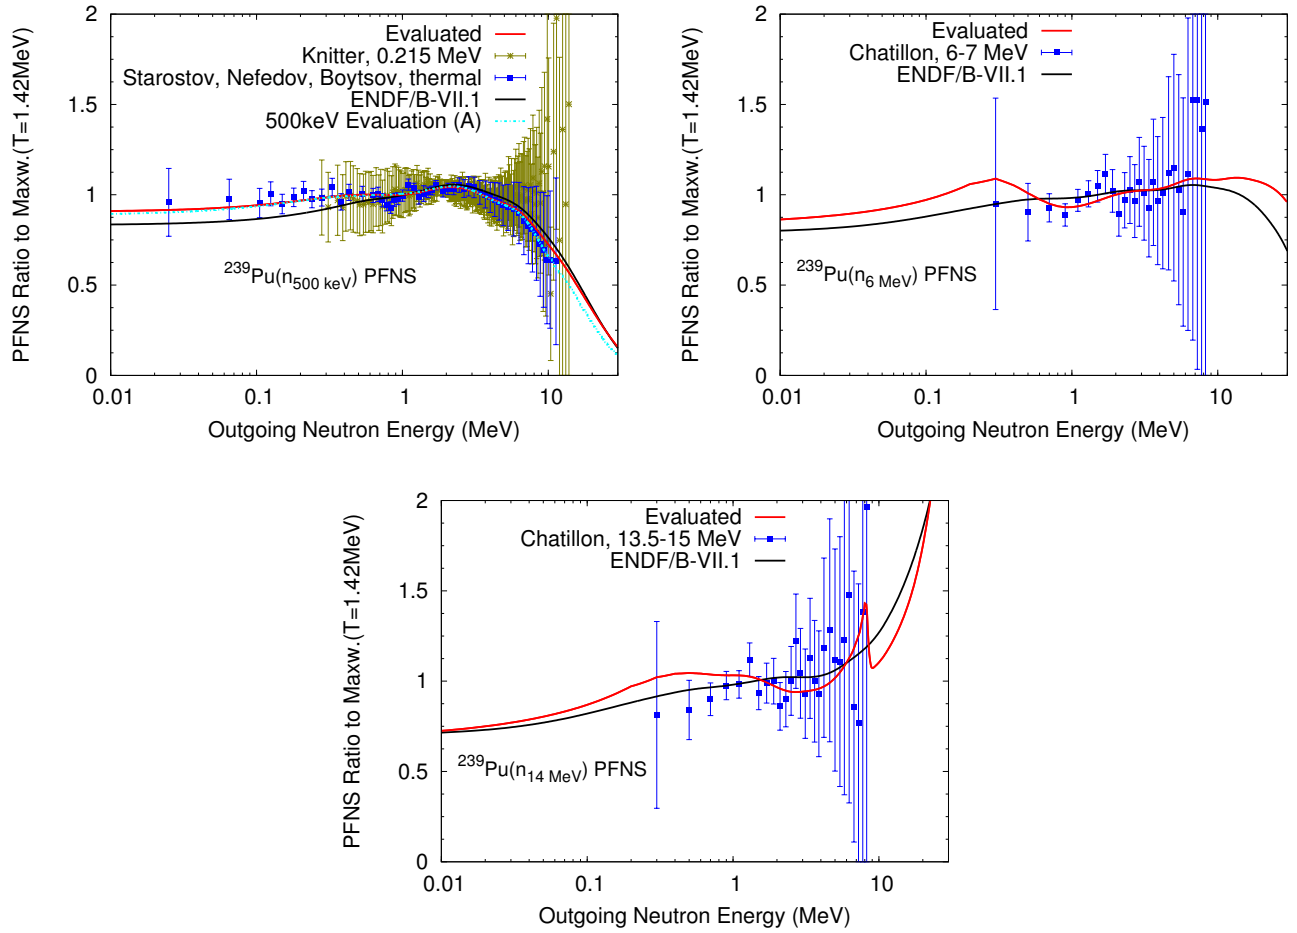 PFNS Ratio to Maxw.(T=1.42MeV)
2
1.5
1
0.5
0
Evaluated
Knitter, 0.215 MeV
Starostov, Nefedov, Boytsov, thermal
ENDF/B-VII.1
500keV Evaluation (A)
239Pu(n500 keV) PFNS
0.01
0.1
1
10
Outgoing Neutron Energy (MeV)
PFNS Ratio to Maxw.(T=1.42MeV)
2
1.5
1
0.5
0
Evaluated
Chatillon, 6-7 MeV
ENDF/B-VII.1
239Pu(n6 MeV) PFNS
0.01
0.1
1
10
Outgoing Neutron Energy (MeV)
PFNS Ratio to Maxw.(T=1.42MeV)
2
1.5
1
0.5
0
Evaluated
Chatillon, 13.5-15 MeV
ENDF/B-VII.1
239Pu(n14 MeV) PFNS
0.01
0.1
1
10
Outgoing Neutron Energy (MeV)